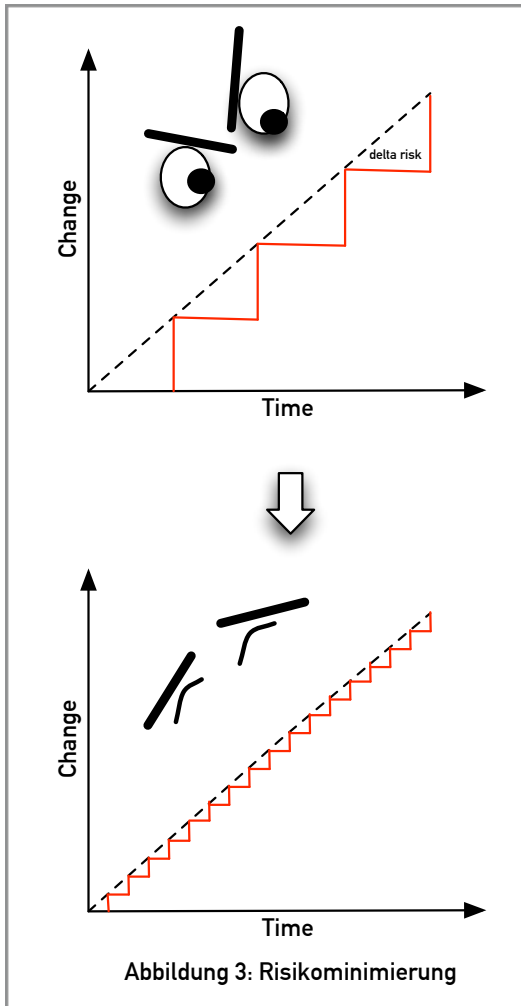 delta risk
Change
Time
Change
Time
Abbildung 3: Risikominimierung